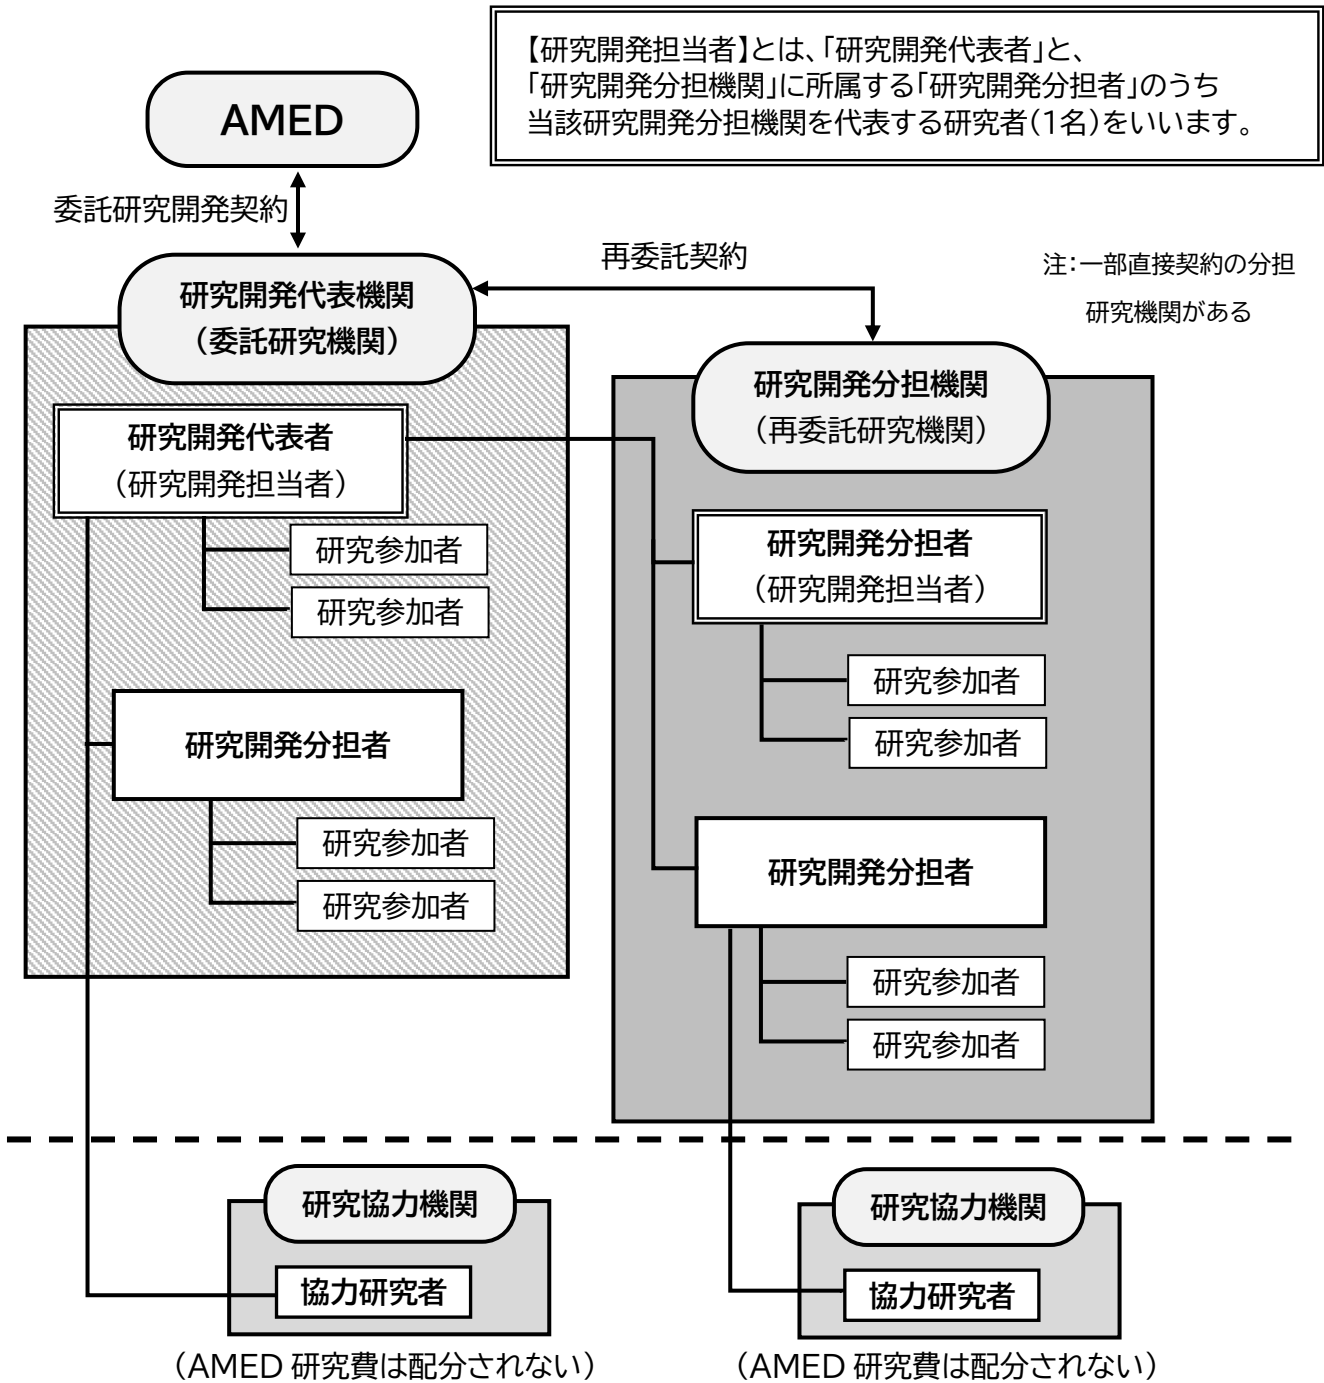 【研究開発担当者】とは、「研究開発代表者」と、
「研究開発分担機関」に所属する「研究開発分担者」のうち
当該研究開発分担機関を代表する研究者(1名)をいいます。
AMED
委託研究開発契約
再委託契約
注:一部直接契約の分担
研究機関がある
研究開発代表機関
(委託研究機関)
研究開発代表者
(研究開発担当者)
研究参加者
研究参加者
研究開発分担者
研究参加者
研究参加者
研究開発分担機関
(再委託研究機関)
研究開発分担者
(研究開発担当者)
研究参加者
研究参加者
研究開発分担者
研究参加者
研究参加者
研究協力機関
協力研究者
(AMED 研究費は配分されない)
研究協力機関
協力研究者
(AMED 研究費は配分されない)